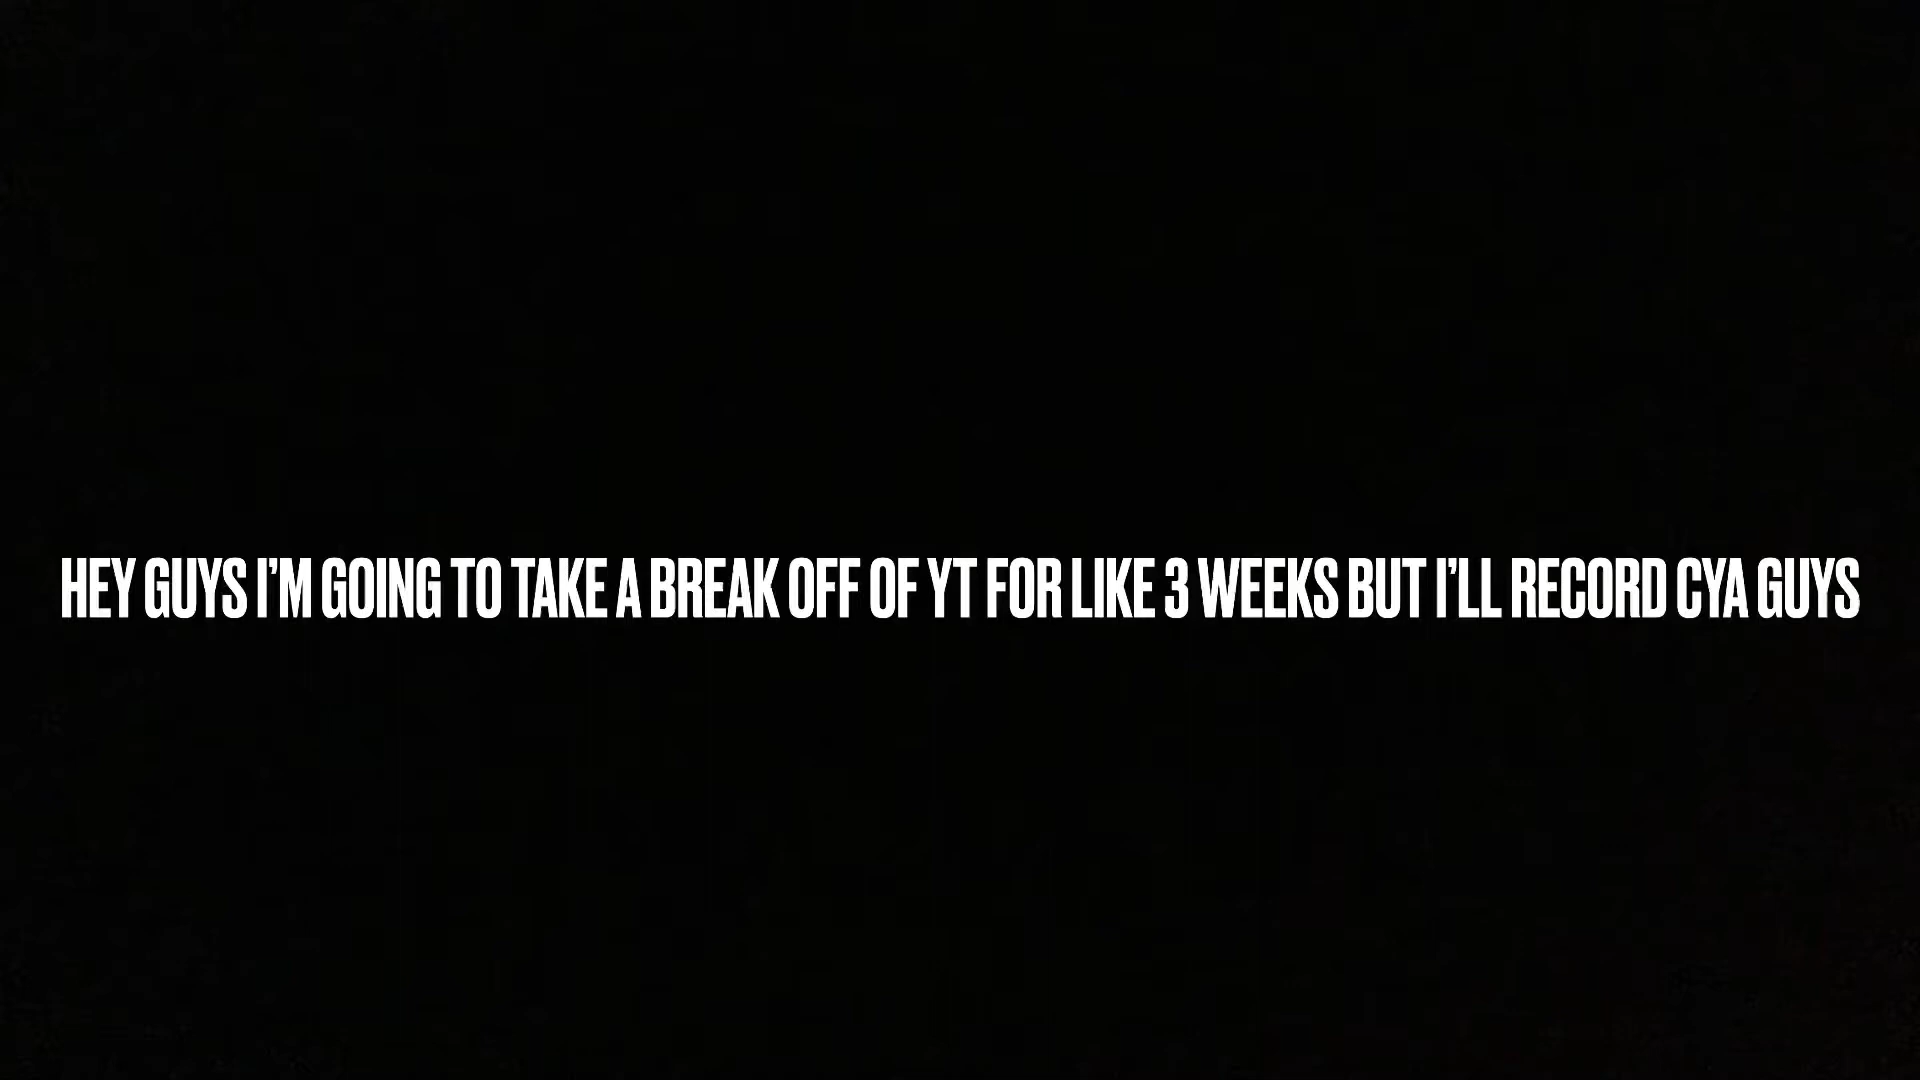 HEY GUYS I’M GOING TO TAKE A BREAK OFF OF YT FOR LIKE 3 WEEKS BUT I’LL RECORD CYA GUYS